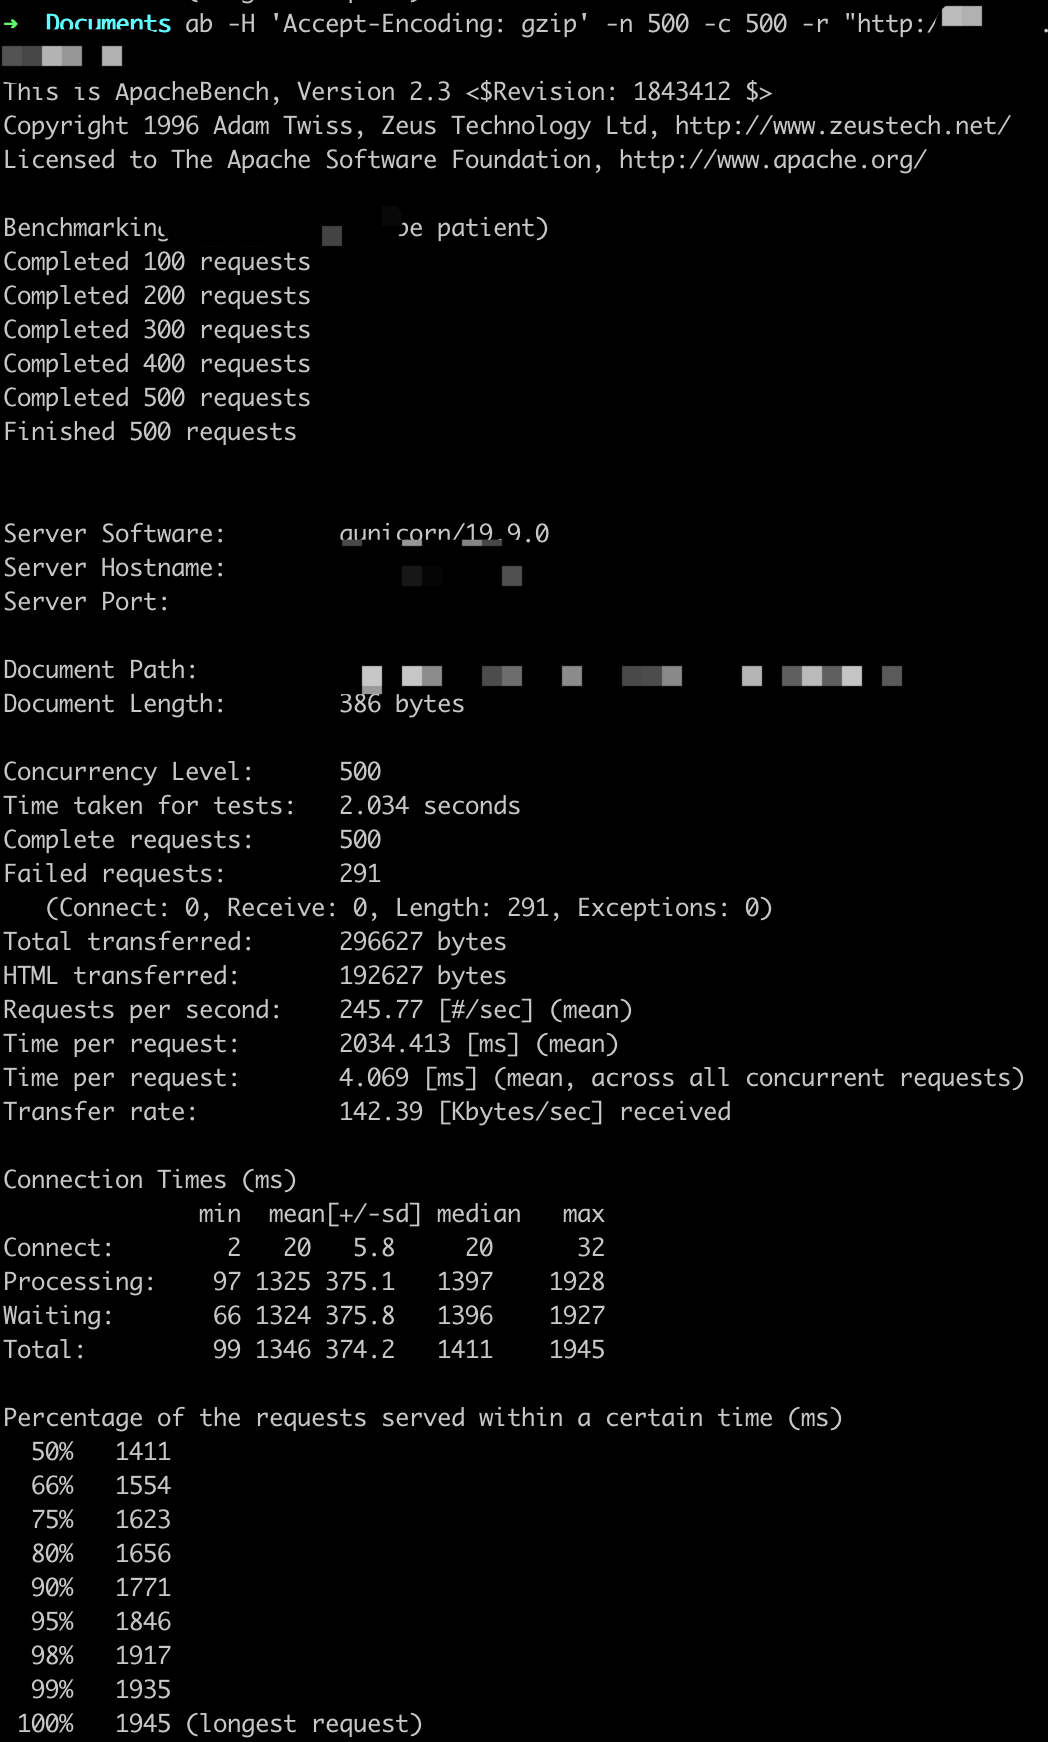 ➜  Documents ab -H 'Accept-Encoding: gzip' -n 500 -c 500 -r "http:/
This is ApacheBench, Version 2.3 <$Revision: 1843412 $>
Copyright 1996 Adam Twiss, Zeus Technology Ltd, http://www.zeustech.net/
Licensed to The Apache Software Foundation, http://www.apache.org/
Benchmarking be patient)
Completed 100 requests
Completed 200 requests
Completed 300 requests
Completed 400 requests
Completed 500 requests
Finished 500 requests
Server Software:        gunicorn/19.9.0
Server Hostname:
Server Port:
Document Path:
Document Length:        386 bytes
Concurrency Level:      500
Time taken for tests:   2.034 seconds
Complete requests:      500
Failed requests:        291
   (Connect: 0, Receive: 0, Length: 291, Exceptions: 0)
Total transferred:      296627 bytes
HTML transferred:       192627 bytes
Requests per second:    245.77 [#/sec] (mean)
Time per request:       2034.413 [ms] (mean)
Time per request:       4.069 [ms] (mean, across all concurrent requests)
Transfer rate:          142.39 [Kbytes/sec] received
Connection Times (ms)
              min  mean[+/-sd] median   max
Connect:        2   20   5.8     20      32
Processing:    97 1325 375.1   1397    1928
Waiting:       66 1324 375.8   1396    1927
Total:         99 1346 374.2   1411    1945
Percentage of the requests served within a certain time (ms)
  50%   1411
  66%   1554
  75%   1623
  80%   1656
  90%   1771
  95%   1846
  98%   1917
  99%   1935
 100%   1945 (longest request)